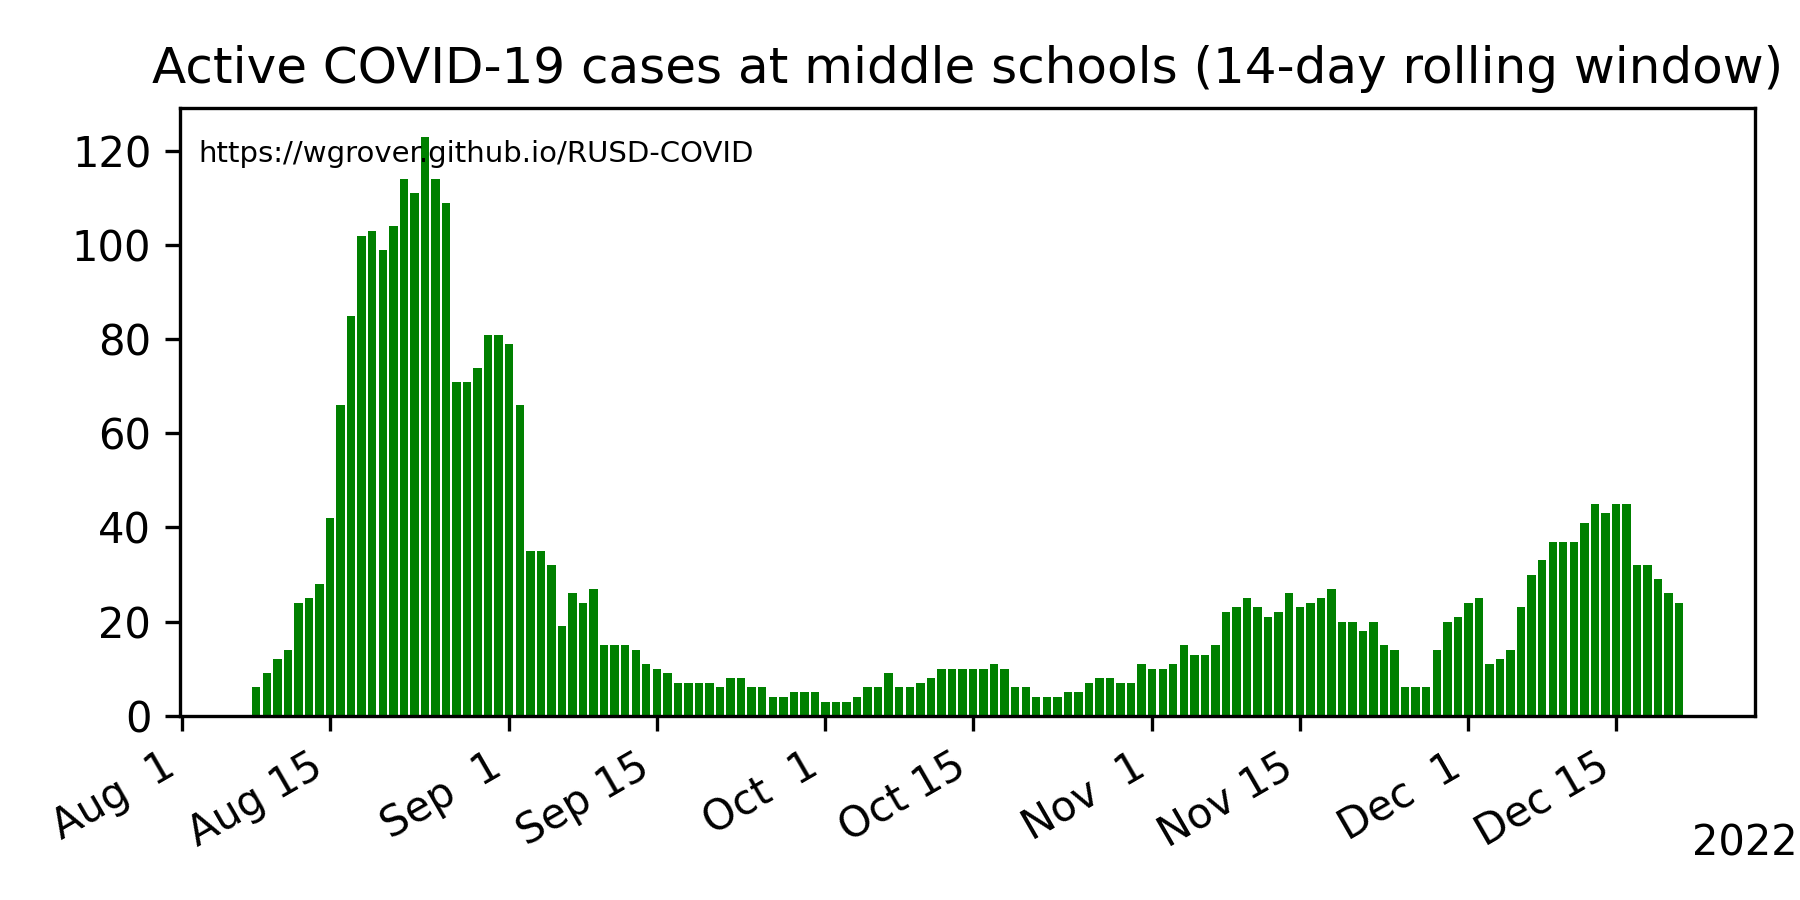 Active COVID-19 cases at middle schools (14-day rolling window)
https://wgrover.github.io/RUSD-COVID
120
100
80
60
40
20
0
Aug 1
Aug 15
Sep 1
Sep 15
Oct 1
Oct 15
Nov 1
Nov 15
Dec 1
Dec 15
2022